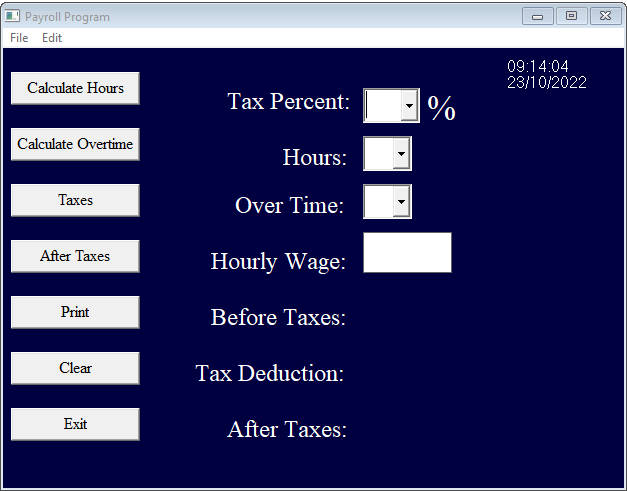 Payroll Program
File Edit
09:14:04
23/10/2022
Calculate Hours
Tax Percent: %
Calculate Overtime
Hours:
Taxes
Over Time:
After Taxes
Hourly Wage:
Print
Before Taxes:
Clear
Tax Deduction:
Exit
After Taxes: